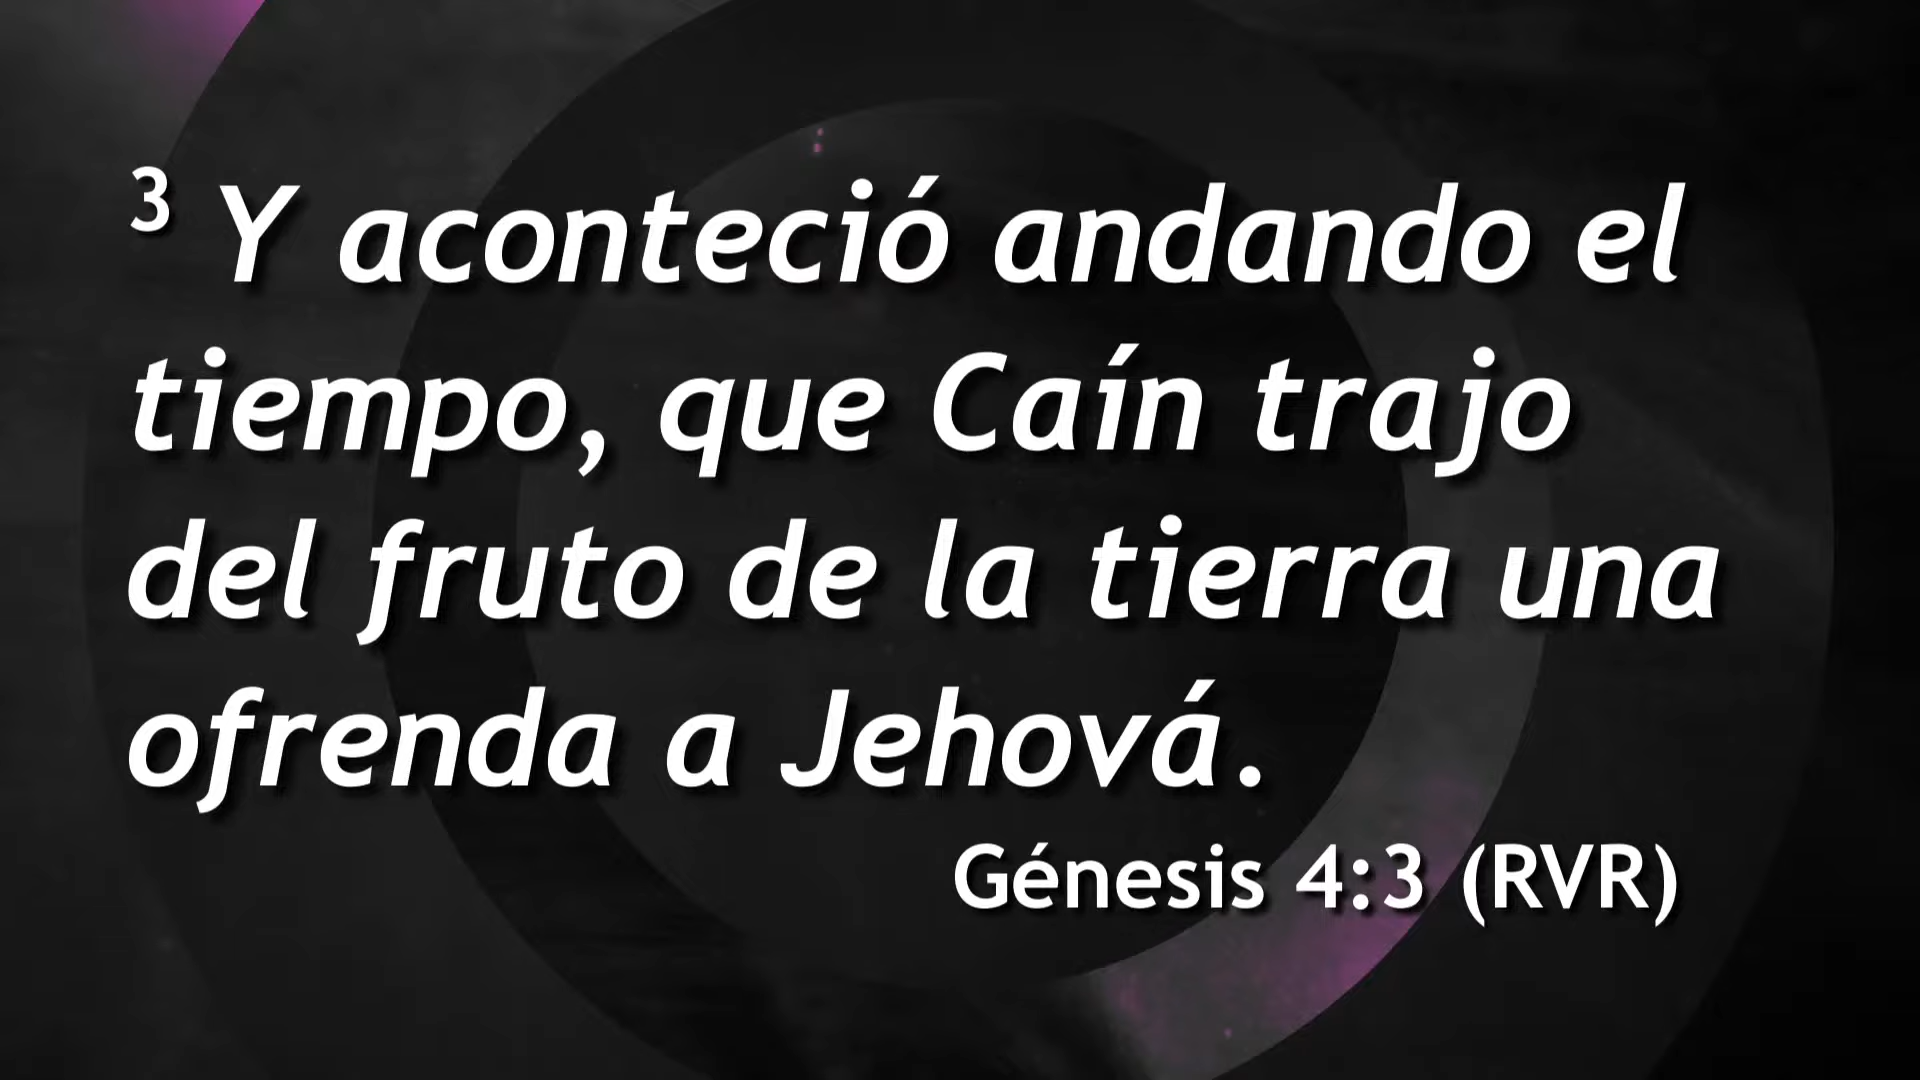 3 Y aconteció andando el
tiempo, que Caín trajo
del fruto de la tierra una
ofrenda a Jehová.
Génesis 4:3 (RVR)